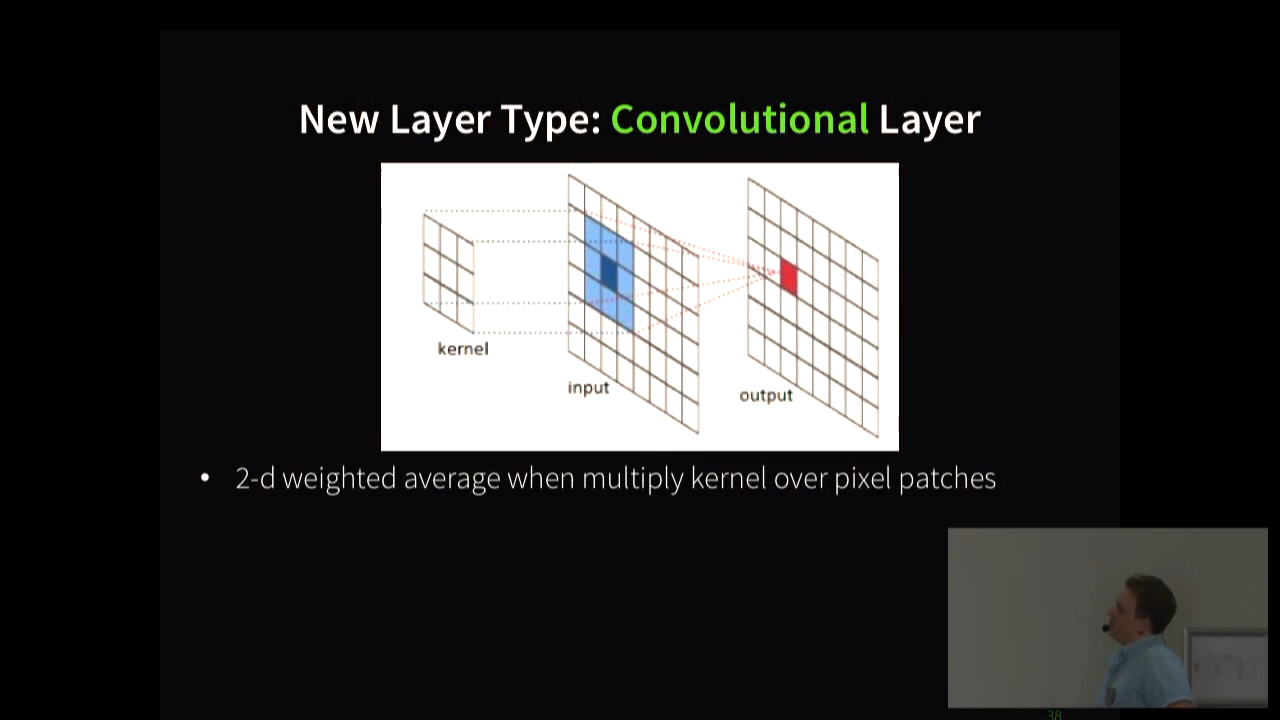 New Layer Type: Convolutional Layer
kernel
input
output
• 2-d weighted average when multiply kernel over pixel patches
38